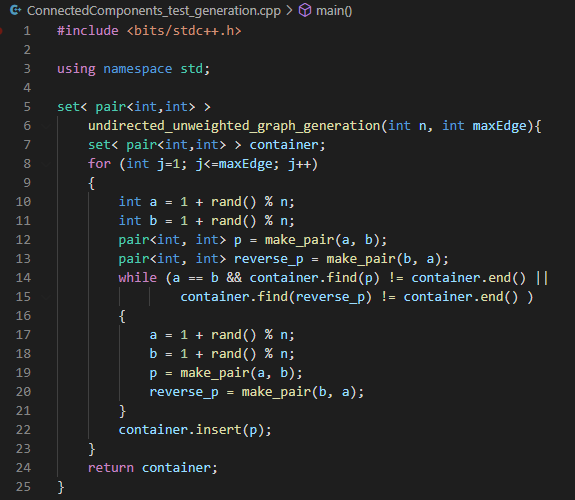 ConnectedComponents_test_generation.cpp > main()
1 #include <bits/stdc++.h>
2
3 using namespace std;
4
5 set< pair<int,int> >
6     undirected_unweighted_graph_generation(int n, int maxEdge){
7     set< pair<int,int> > container;
8     for (int j=1; j<=maxEdge; j++)
9     {
10         int a = 1 + rand() % n;
11         int b = 1 + rand() % n;
12         pair<int, int> p = make_pair(a, b);
13         pair<int, int> reverse_p = make_pair(b, a);
14         while (a == b && container.find(p) != container.end() ||
15                 container.find(reverse_p) != container.end() )
16         {
17             a = 1 + rand() % n;
18             b = 1 + rand() % n;
19             p = make_pair(a, b);
20             reverse_p = make_pair(b, a);
21         }
22         container.insert(p);
23     }
24     return container;
25 }